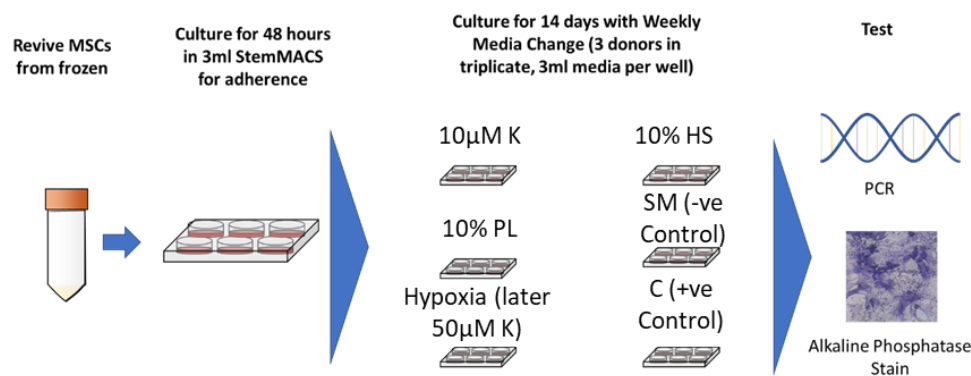 Revive MSCs
from frozen
Culture for 48 hours
in 3ml StemMACS
for adherence
Culture for 14 days with Weekly
Media Change (3 donors in
triplicate, 3ml media per well)
Test
10µM K
10% HS
10% PL
SM (-ve
Control)
Hypoxia (later
50µM K)
C (+ve
Control)
PCR
Alkaline Phosphatase
Stain